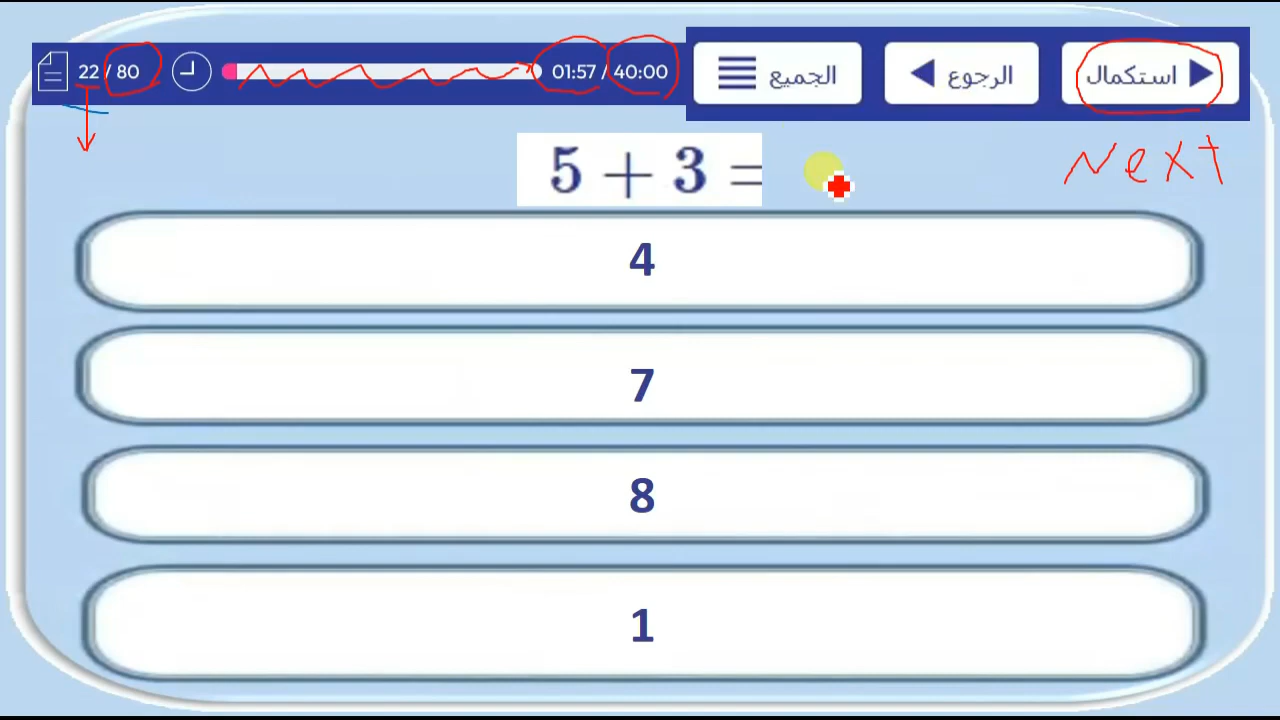 22 / 80
01:57 / 40:00
الجميع
الرجوع
استكمال
Next
5 + 3 =
4
7
8
1